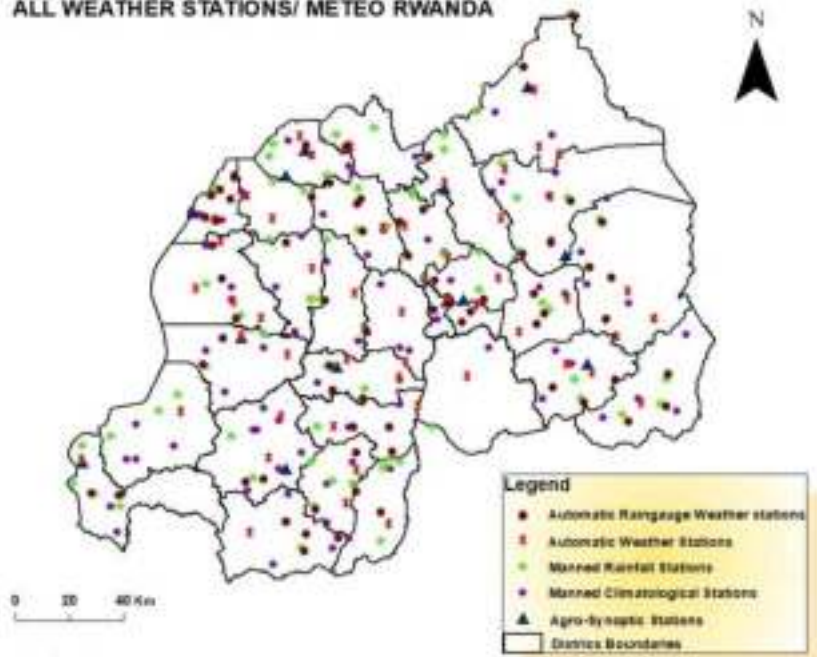 ALL WEATHER STATIONS/ METEO RWANDA
N
Legend
Automatic Raingauge Weather stations
Automatic Weather Stations
Manned Rainfall Stations
Manned Climatological Stations
Agro-Synoptic Stations
Districs Boundaries
0 20 40 Km